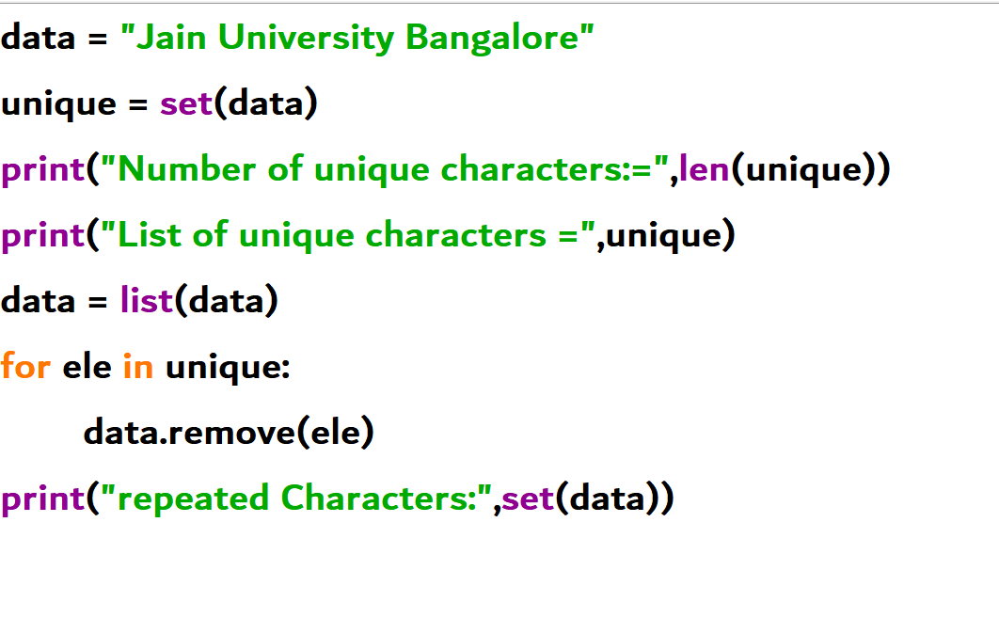 data = "Jain University Bangalore"
unique = set(data)
print("Number of unique characters:=",len(unique))
print("List of unique characters =",unique)
data = list(data)
for ele in unique:
data.remove(ele)
print("repeated Characters:",set(data))